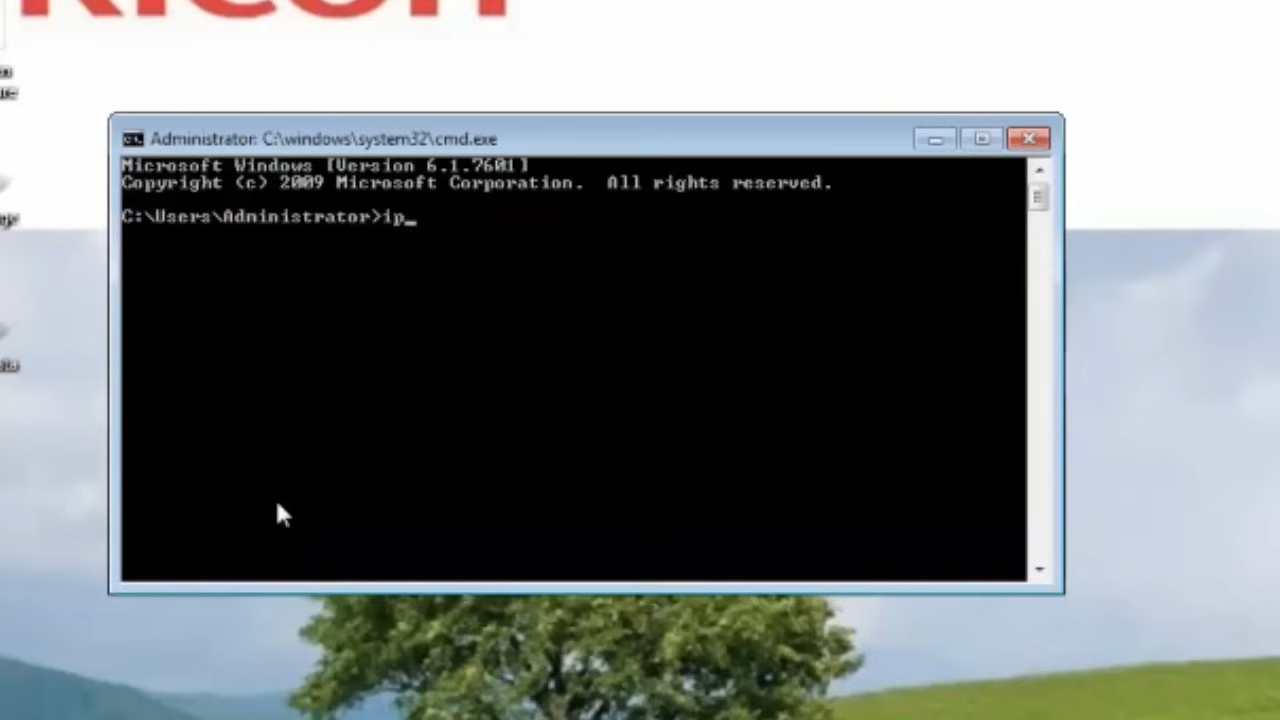 RICOH
Administrator: C:\windows\system32\cmd.exe
Microsoft Windows [Version 6.1.7601]
Copyright (c) 2009 Microsoft Corporation.  All rights reserved.
C:\Users\Administrator>ip_